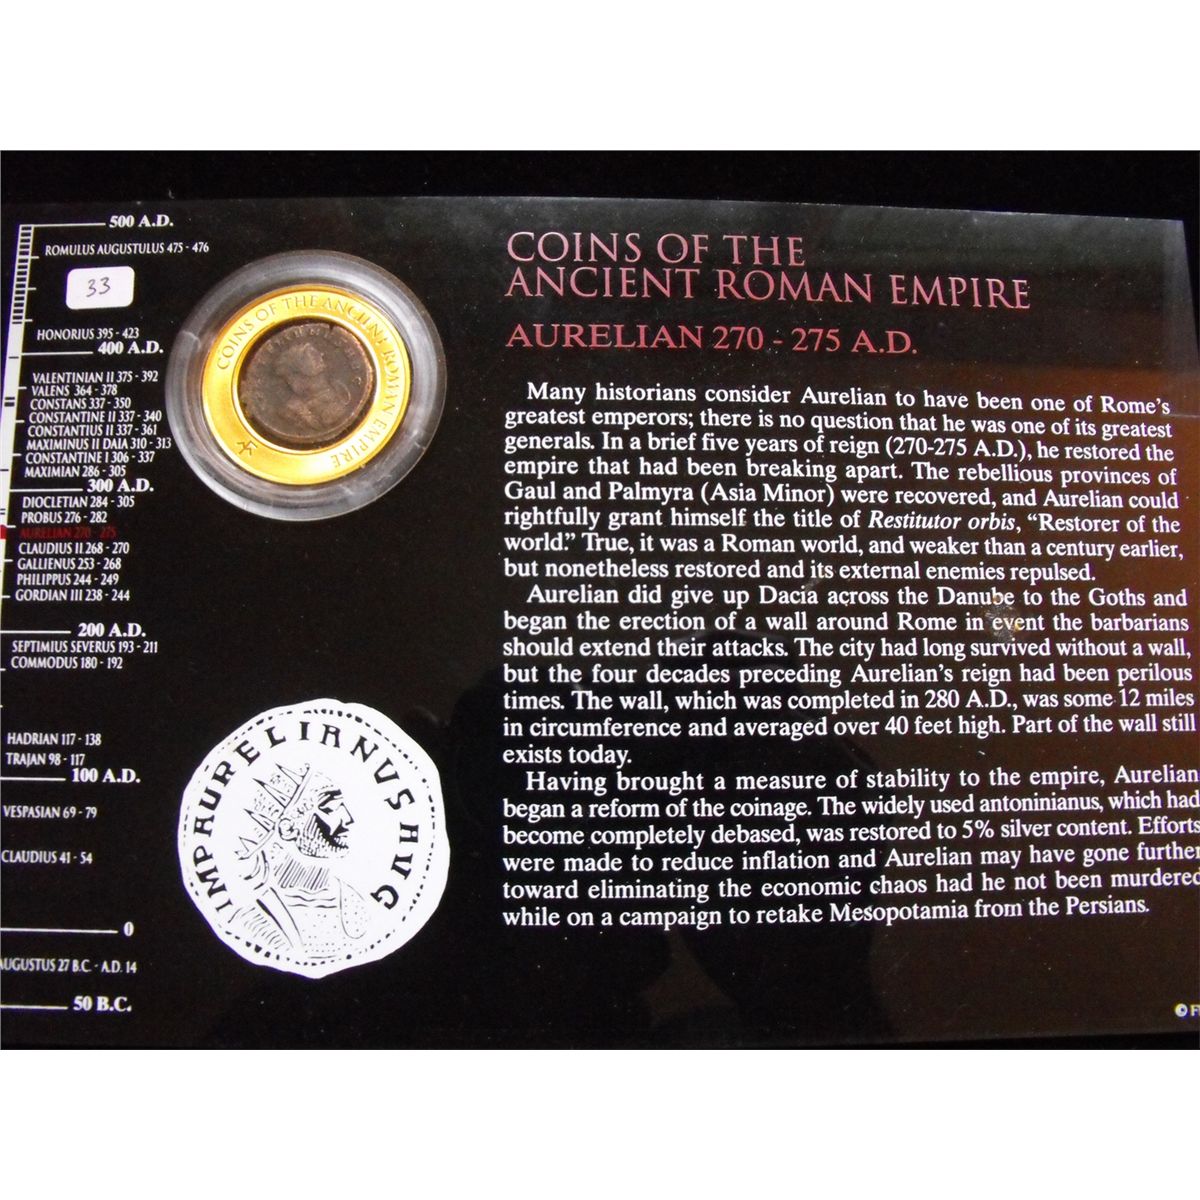 500 A.D.
ROMULUS AUGUSTULUS 475 - 476
33
HONORIUS 395 - 423
400 A.D.
VALENTINIAN II 375 - 392
VALENS 364 - 378
CONSTANS 337 - 350
CONSTANTINE II 337 - 340
CONSTANTIUS II 337 - 361
MAXIMINUS II DAIA 310 - 313
CONSTANTINE I 306 - 337
MAXIMIAN 286 - 305
300 A.D.
DIOCLETIAN 284 - 305
PROBUS 276 - 282
AURELIAN 270 - 275
CLAUDIUS II 268 - 270
GALLIENUS 253 - 268
PHILIPPUS 244 - 249
GORDIAN III 238 - 244
200 A.D.
SEPTIMIUS SEVERUS 193 - 211
COMMODUS 180 - 192
HADRIAN 117 - 138
TRAJAN 98 - 117
100 A.D.
VESPASIAN 69 - 79
CLAUDIUS 41 - 54
0
AUGUSTUS 27 B.C. - A.D. 14
50 B.C.
COINS OF THE ANCIENT ROMAN EMPIRE
IMP AURELIANUS AUG
COINS OF THE
ANCIENT ROMAN EMPIRE
AURELIAN 270 - 275 A.D.
Many historians consider Aurelian to have been one of Rome's
greatest emperors; there is no question that he was one of its greatest
generals. In a brief five years of reign (270-275 A.D.), he restored the
empire that had been breaking apart. The rebellious provinces of
Gaul and Palmyra (Asia Minor) were recovered, and Aurelian could
rightfully grant himself the title of Restitutor orbis, "Restorer of the
world." True, it was a Roman world, and weaker than a century earlier,
but nonetheless restored and its external enemies repulsed.
Aurelian did give up Dacia across the Danube to the Goths and
began the erection of a wall around Rome in event the barbarians
should extend their attacks. The city had long survived without a wall,
but the four decades preceding Aurelian's reign had been perilous
times. The wall, which was completed in 280 A.D., was some 12 miles
in circumference and averaged over 40 feet high. Part of the wall still
exists today.
Having brought a measure of stability to the empire, Aurelian
began a reform of the coinage. The widely used antoninianus, which had
become completely debased, was restored to 5% silver content. Efforts
were made to reduce inflation and Aurelian may have gone further
toward eliminating the economic chaos had he not been murdered
while on a campaign to retake Mesopotamia from the Persians.